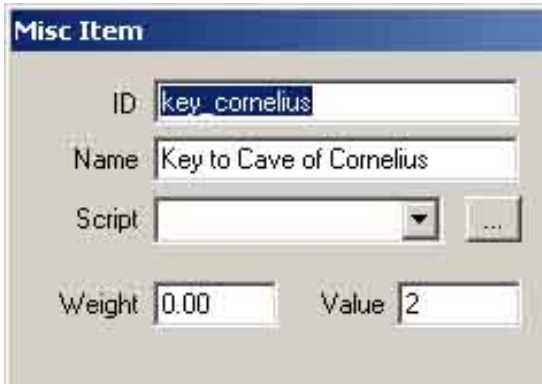 Misc Item
ID key_cornelius
Name Key to Cave of Cornelius
Script ...
Weight 0.00 Value 2